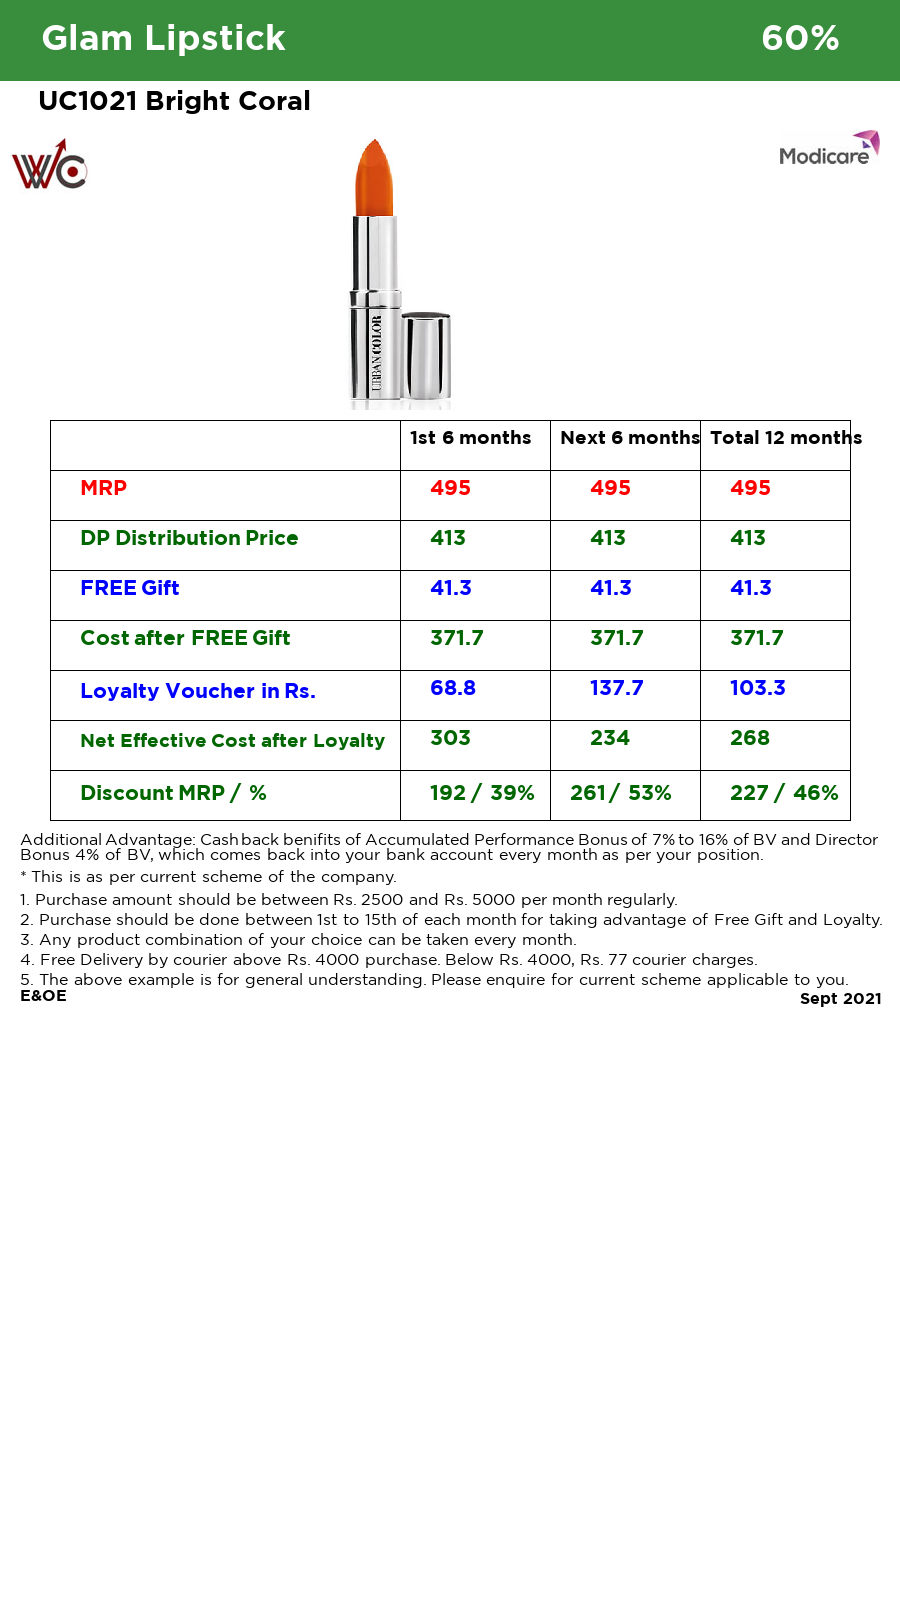 Glam Lipstick 60%
UC1021 Bright Coral
WC
Modicare
URBAN COLOR
1st 6 months Next 6 months Total 12 months
MRP 495 495 495
DP Distribution Price 413 413 413
FREE Gift 41.3 41.3 41.3
Cost after FREE Gift 371.7 371.7 371.7
Loyalty Voucher in Rs. 68.8 137.7 103.3
Net Effective Cost after Loyalty 303 234 268
Discount MRP / % 192 / 39% 261 / 53% 227 / 46%
Additional Advantage: Cashback benifits of Accumulated Performance Bonus of 7% to 16% of BV and Director
Bonus 4% of BV, which comes back into your bank account every month as per your position.
* This is as per current scheme of the company.
1. Purchase amount should be between Rs. 2500 and Rs. 5000 per month regularly.
2. Purchase should be done between 1st to 15th of each month for taking advantage of Free Gift and Loyalty.
3. Any product combination of your choice can be taken every month.
4. Free Delivery by courier above Rs. 4000 purchase. Below Rs. 4000, Rs. 77 courier charges.
5. The above example is for general understanding. Please enquire for current scheme applicable to you.
E&OE
Sept 2021